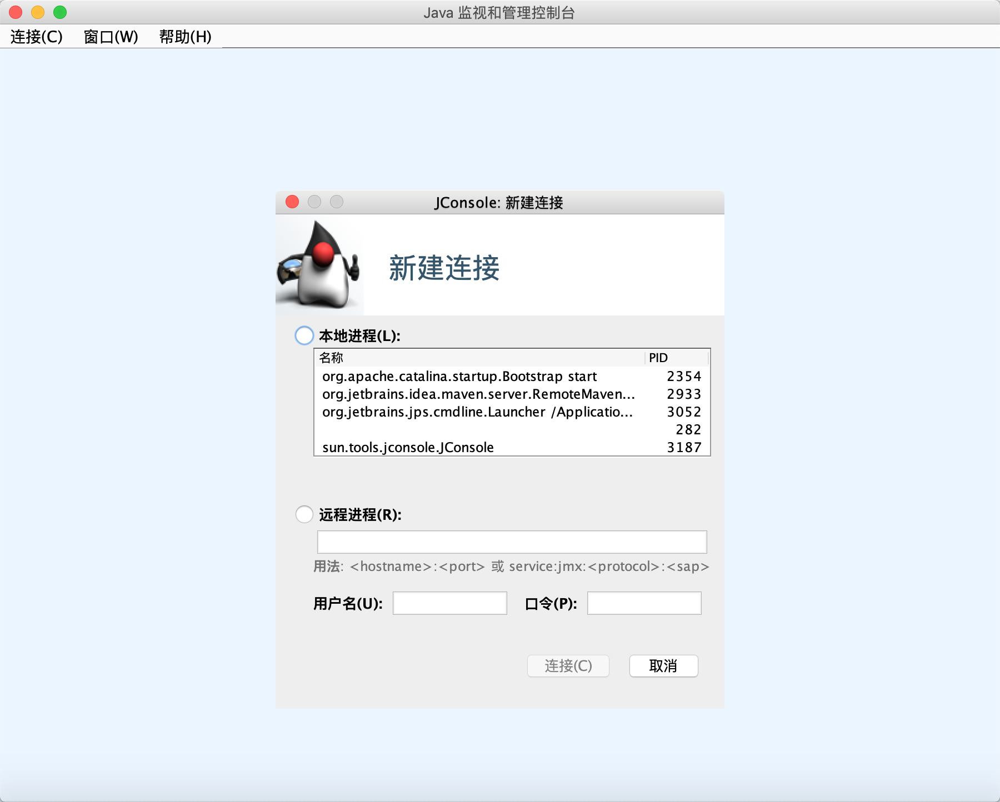 Java 监视和管理控制台
连接(C) 窗口(W) 帮助(H)
JConsole: 新建连接
新建连接
本地进程(L):
名称 PID
org.apache.catalina.startup.Bootstrap start 2354
org.jetbrains.idea.maven.server.RemoteMaven... 2933
org.jetbrains.jps.cmdline.Launcher /Applicatio... 3052
282
sun.tools.jconsole.JConsole 3187
远程进程(R):
用法: <hostname>:<port> 或 service:jmx:<protocol>:<sap>
用户名(U): 口令(P):
连接(C) 取消